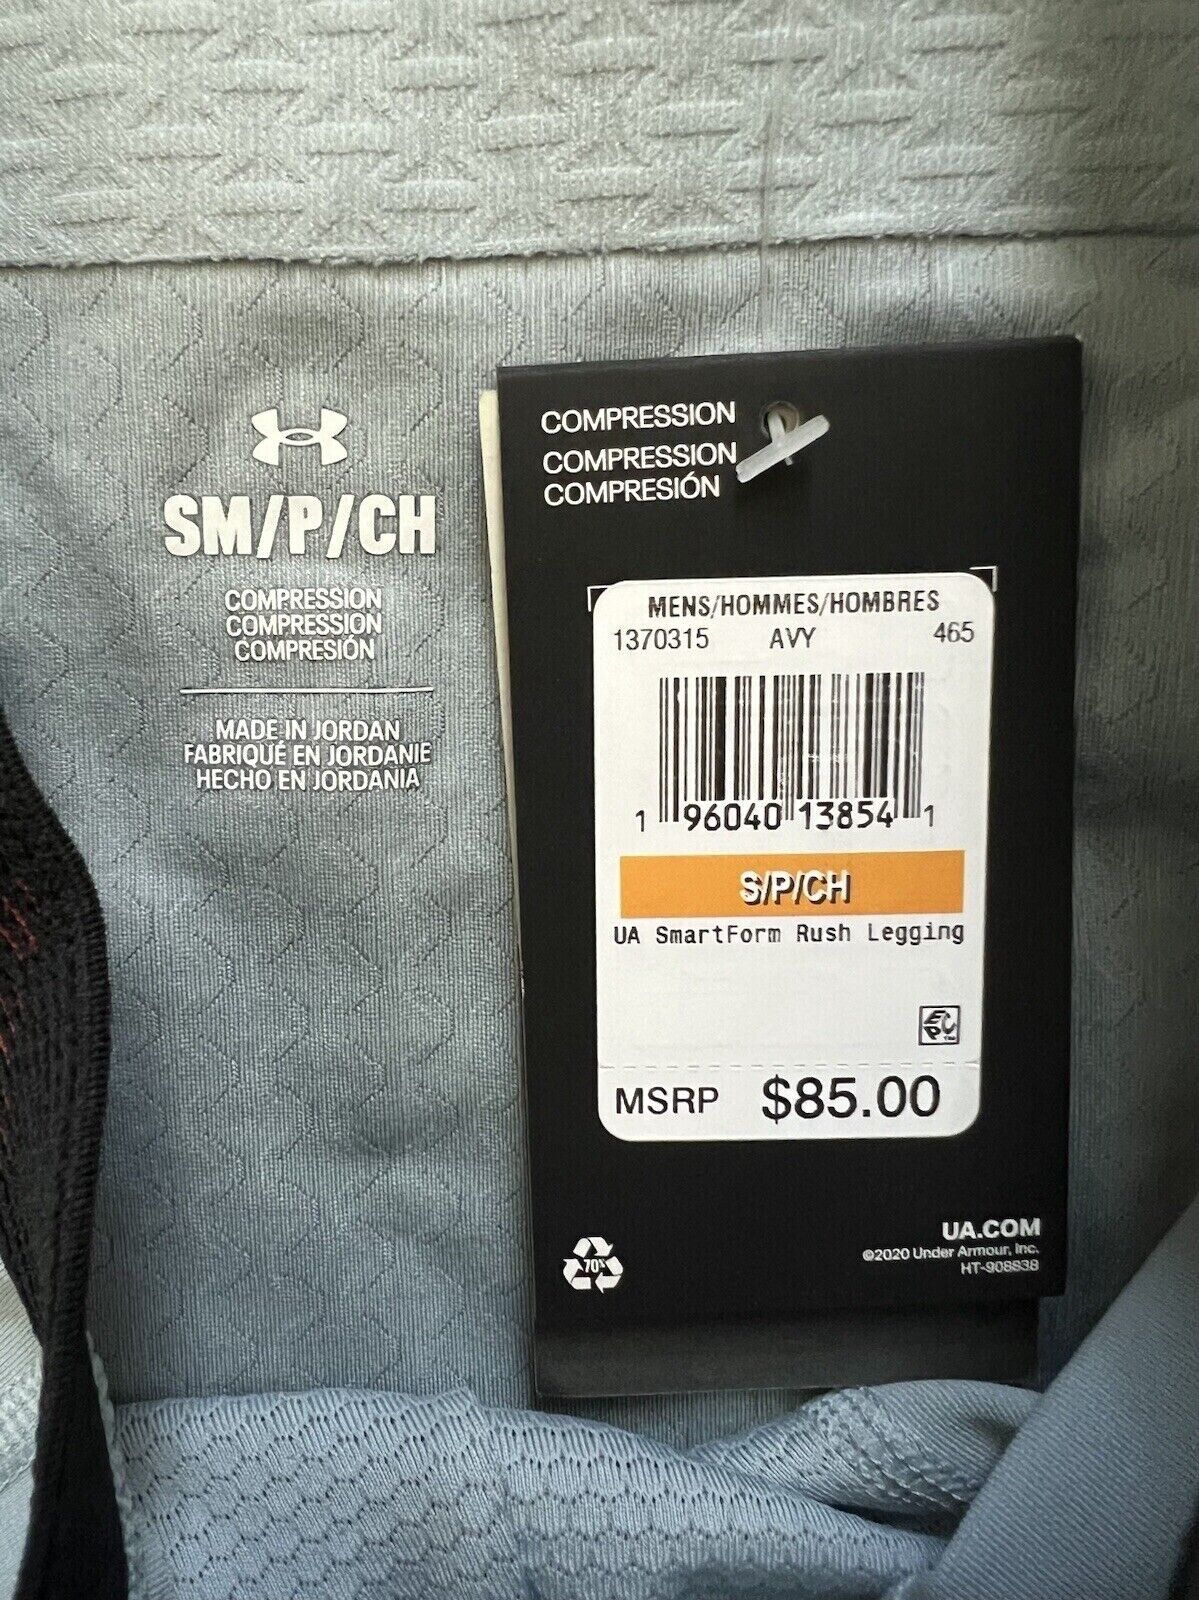 SM/P/CH
COMPRESSION
COMPRESSION
COMPRESIÓN
MADE IN JORDAN
FABRIQUÉ EN JORDANIE
HECHO EN JORDANIA
COMPRESSION
COMPRESSION
COMPRESIÓN
MENS/HOMMES/HOMBRES
1370315 AVY 465
1 96040 13854 1
S/P/CH
UA SmartForm Rush Legging
EPC
MSRP $85.00
70%
UA.COM
©2020 Under Armour, Inc.
HT-908838